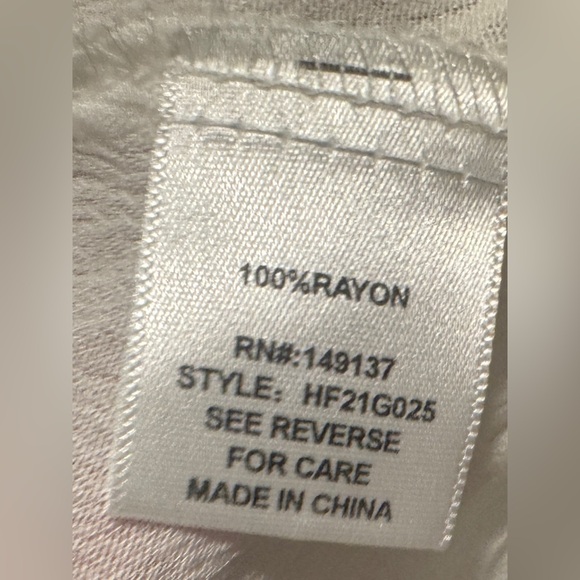 100%RAYON
RN#:149137
STYLE: HF21G025
SEE REVERSE
FOR CARE
MADE IN CHINA